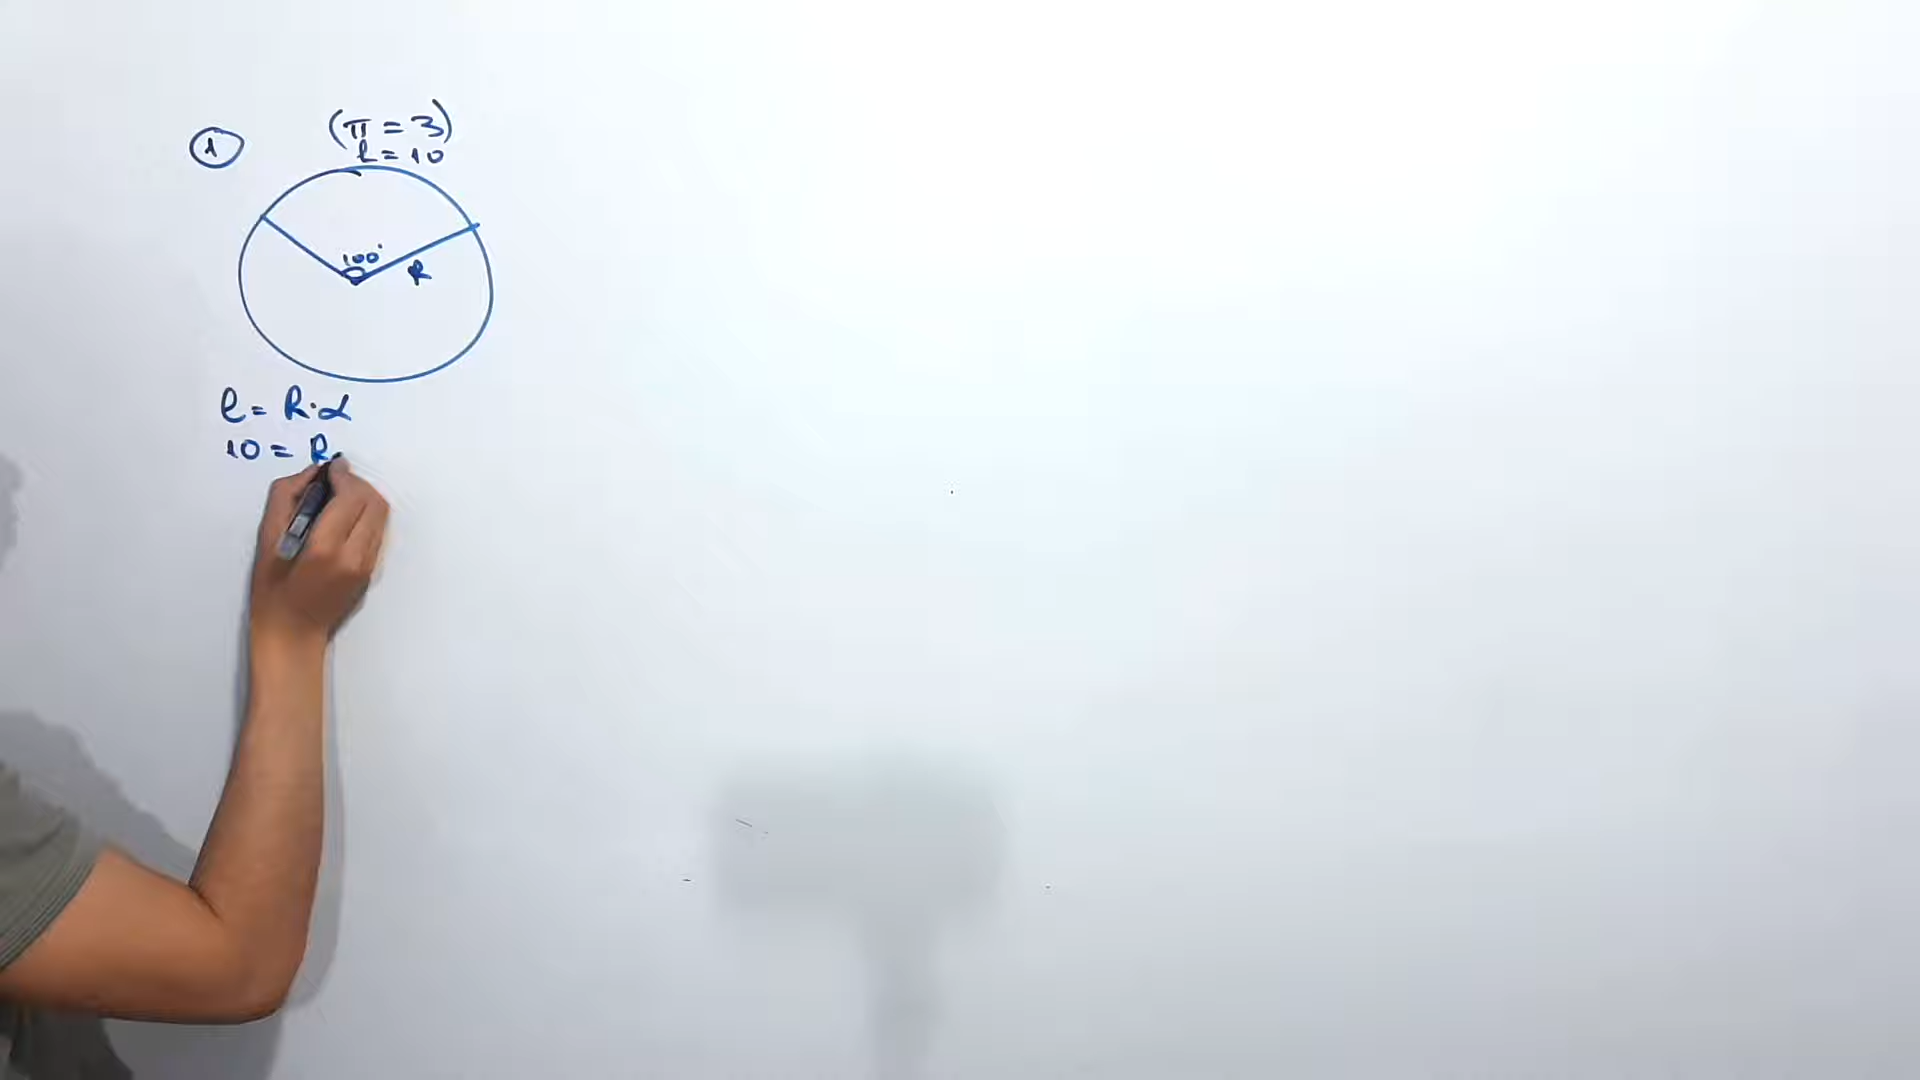 1
(π = 3)
l = 10
100°
R
l = R·α
10 = R